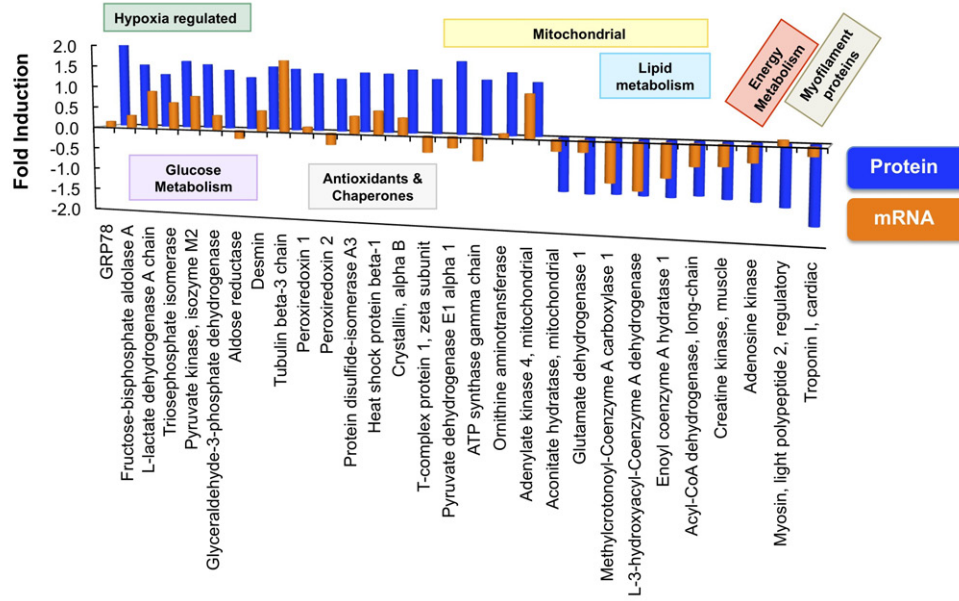 Hypoxia regulated
Mitochondrial
Lipid
metabolism
Energy
Metabolism
Myofilament
proteins
Fold Induction
2.0
1.5
1.0
0.5
0.0
-0.5
-1.0
-1.5
-2.0
Glucose
Metabolism
Antioxidants &
Chaperones
Protein
mRNA
GRP78
Fructose-bisphosphate aldolase A
L-lactate dehydrogenase A chain
Triosephosphate isomerase
Pyruvate kinase, isozyme M2
Glyceraldehyde-3-phosphate dehydrogenase
Aldose reductase
Desmin
Tubulin beta-3 chain
Peroxiredoxin 1
Peroxiredoxin 2
Protein disulfide-isomerase A3
Heat shock protein beta-1
Crystallin, alpha B
T-complex protein 1, zeta subunit
Pyruvate dehydrogenase E1 alpha 1
ATP synthase gamma chain
Ornithine aminotransferase
Adenylate kinase 4, mitochondrial
Aconitate hydratase, mitochondrial
Glutamate dehydrogenase 1
Methylcrotonoyl-Coenzyme A carboxylase 1
L-3-hydroxyacyl-Coenzyme A dehydrogenase
Enoyl coenzyme A hydratase 1
Acyl-CoA dehydrogenase, long-chain
Creatine kinase, muscle
Adenosine kinase
Myosin, light polypeptide 2, regulatory
Troponin I, cardiac